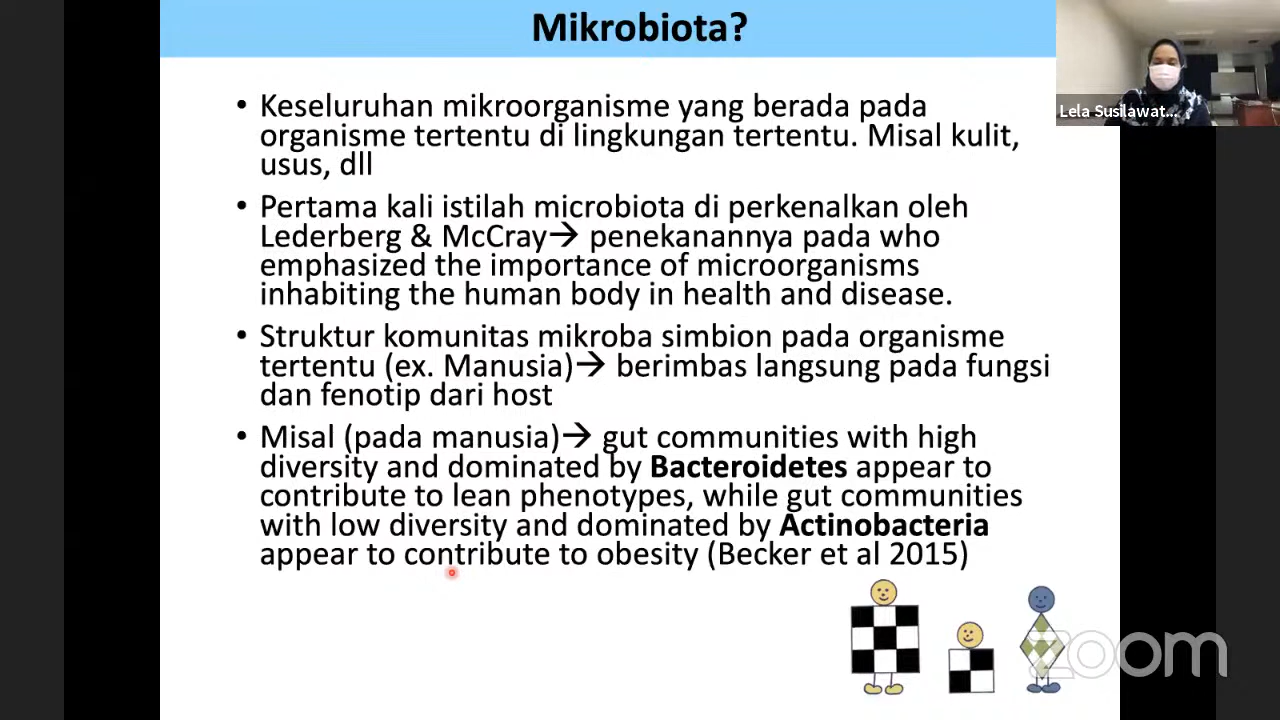 Mikrobiota?
• Keseluruhan mikroorganisme yang berada pada
organisme tertentu di lingkungan tertentu. Misal kulit,
usus, dll
• Pertama kali istilah microbiota di perkenalkan oleh
Lederberg & McCray→ penekanannya pada who
emphasized the importance of microorganisms
inhabiting the human body in health and disease.
• Struktur komunitas mikroba simbion pada organisme
tertentu (ex. Manusia)→ berimbas langsung pada fungsi
dan fenotip dari host
• Misal (pada manusia)→ gut communities with high
diversity and dominated by Bacteroidetes appear to
contribute to lean phenotypes, while gut communities
with low diversity and dominated by Actinobacteria
appear to contribute to obesity (Becker et al 2015)
Lela Susilawat...
zoom